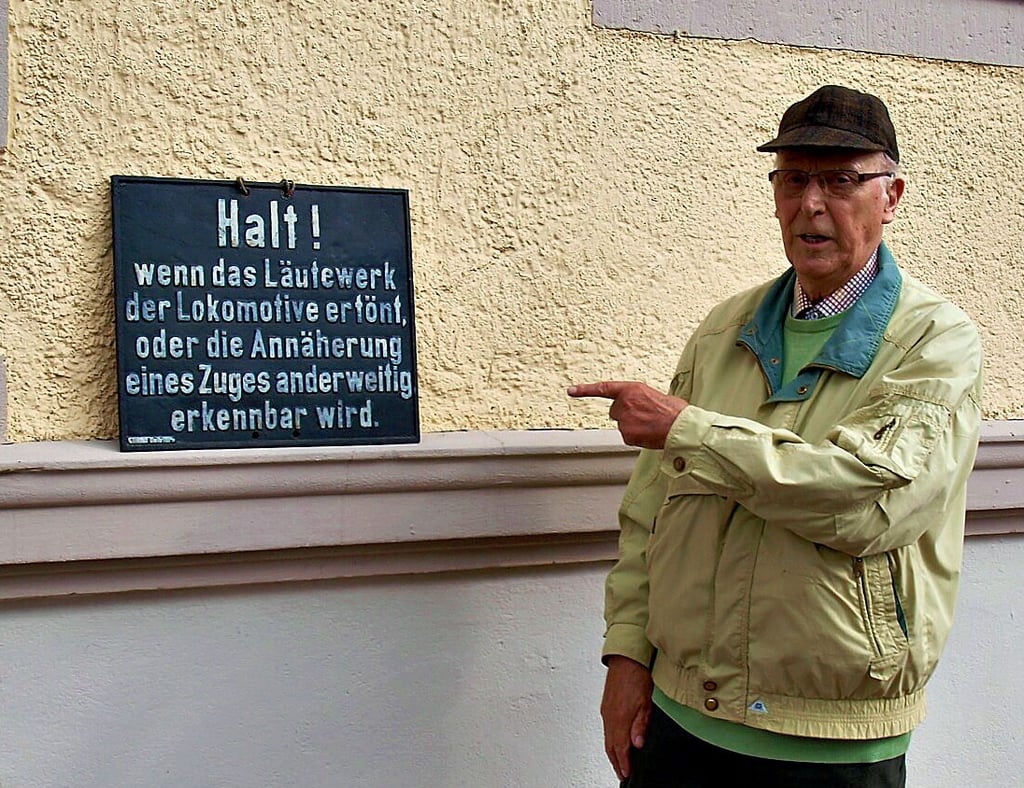 Halt!
wenn das Läutewerk
der Lokomotive ertönt,
oder die Annäherung
eines Zuges anderweitig
erkennbar wird.